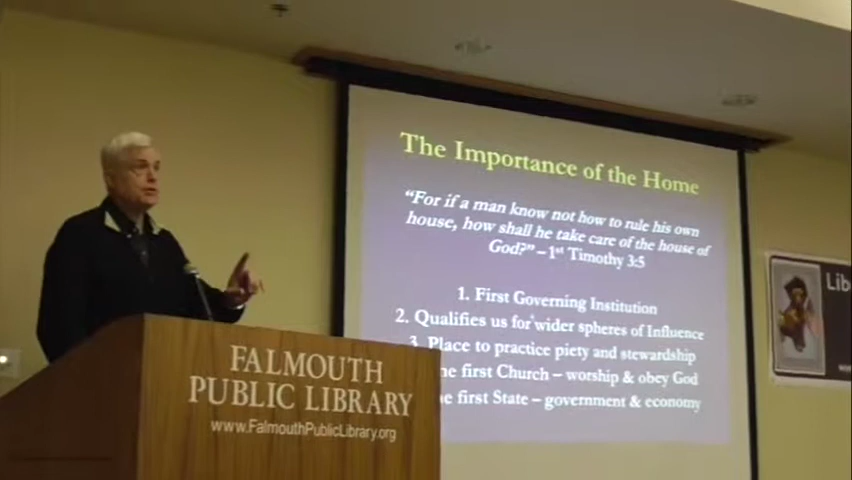 The Importance of the Home
“For if a man know not how to rule his own
house, how shall he take care of the house of
God?” – 1st Timothy 3:5
1. First Governing Institution
2. Qualifies us for wider spheres of Influence
3. Place to practice piety and stewardship
first Church – worship & obey God
first State – government & economy
FALMOUTH
PUBLIC LIBRARY
www.FalmouthPublicLibrary.org